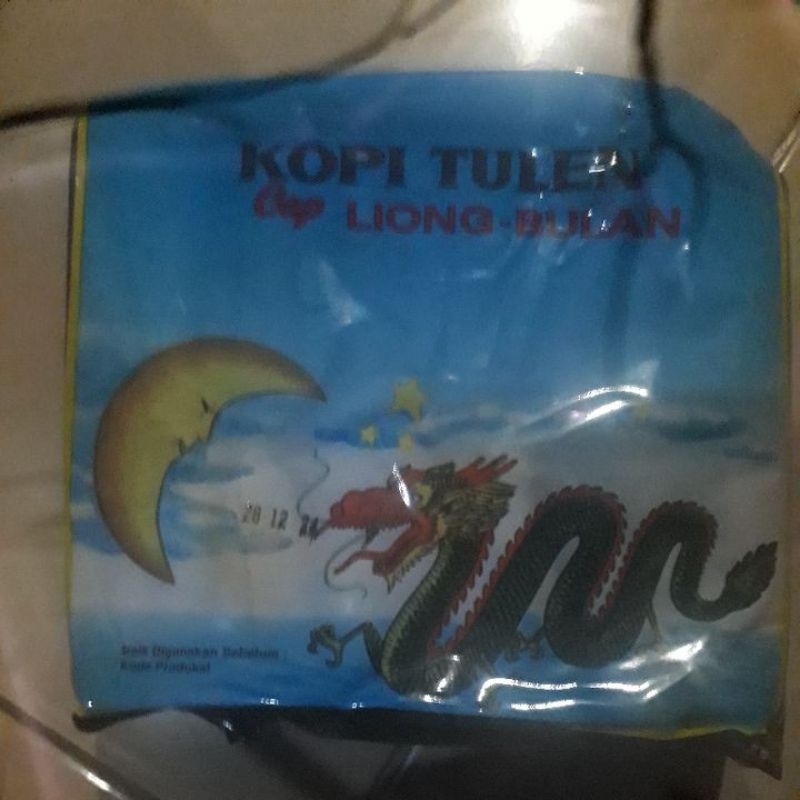 KOPI TULEN
Cap LIONG-BULAN
28 12 24
Baik Digunakan Sebelum :
Kode Produksi